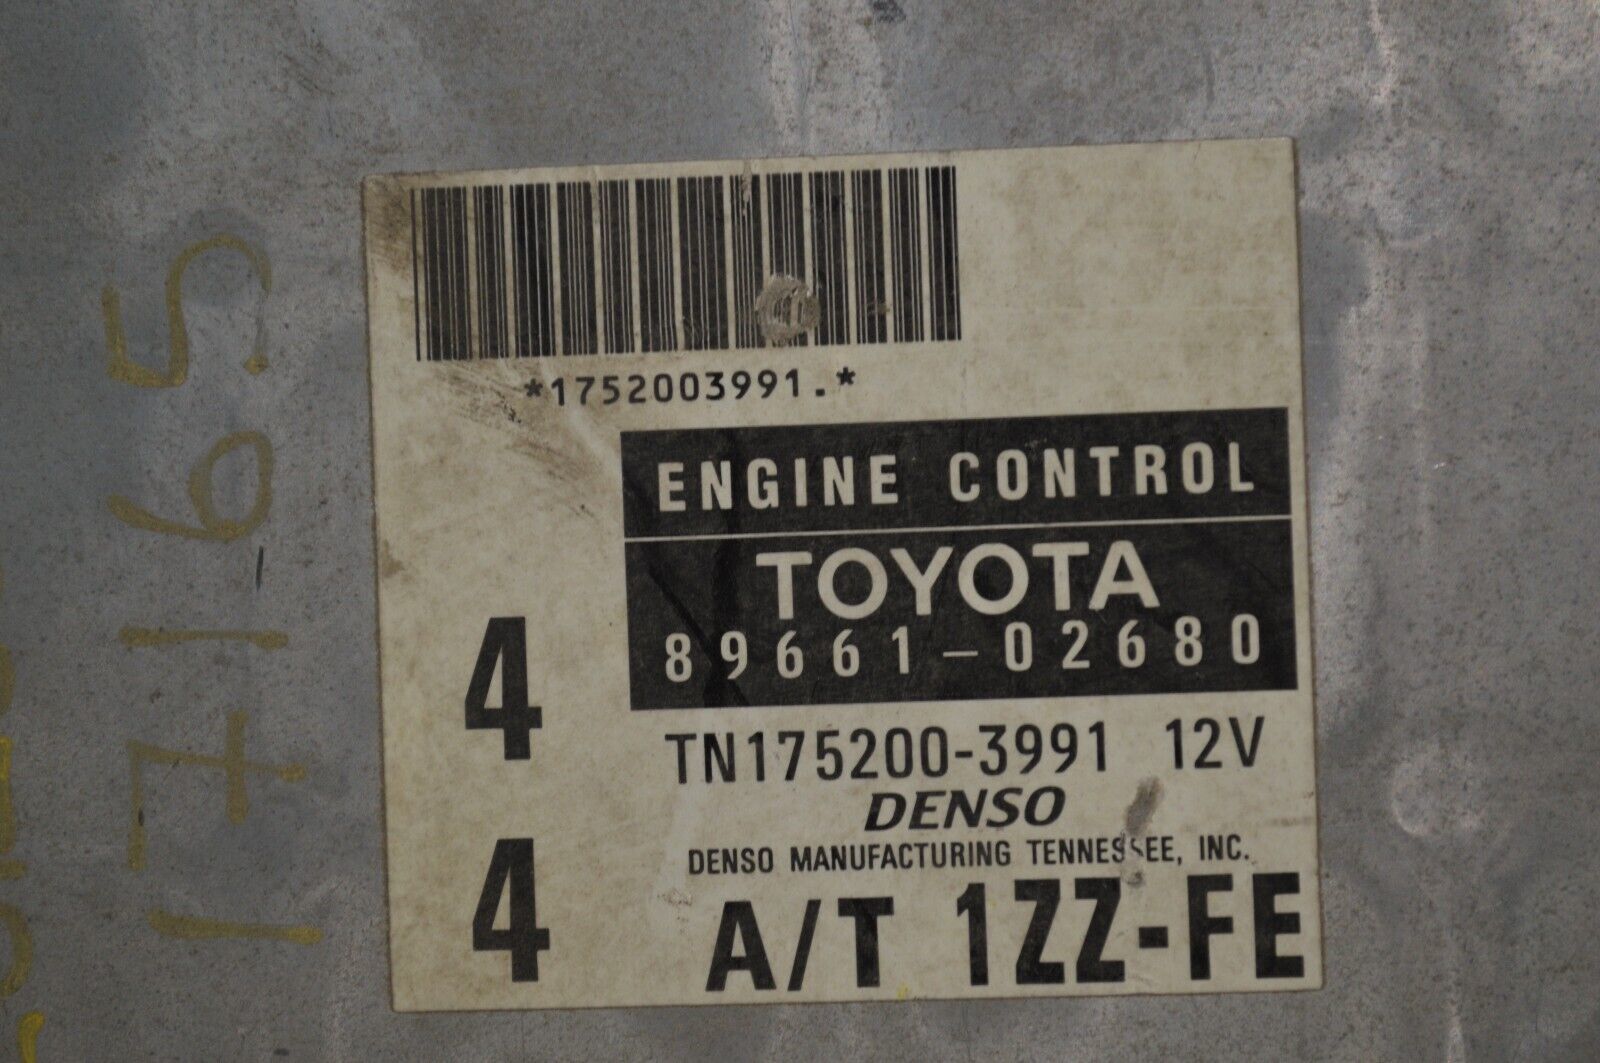 *1752003991.*
ENGINE CONTROL
TOYOTA
89661-02680
4
TN175200-3991 12V
DENSO
DENSO MANUFACTURING TENNESSEE, INC.
4
A/T 1ZZ-FE
17165